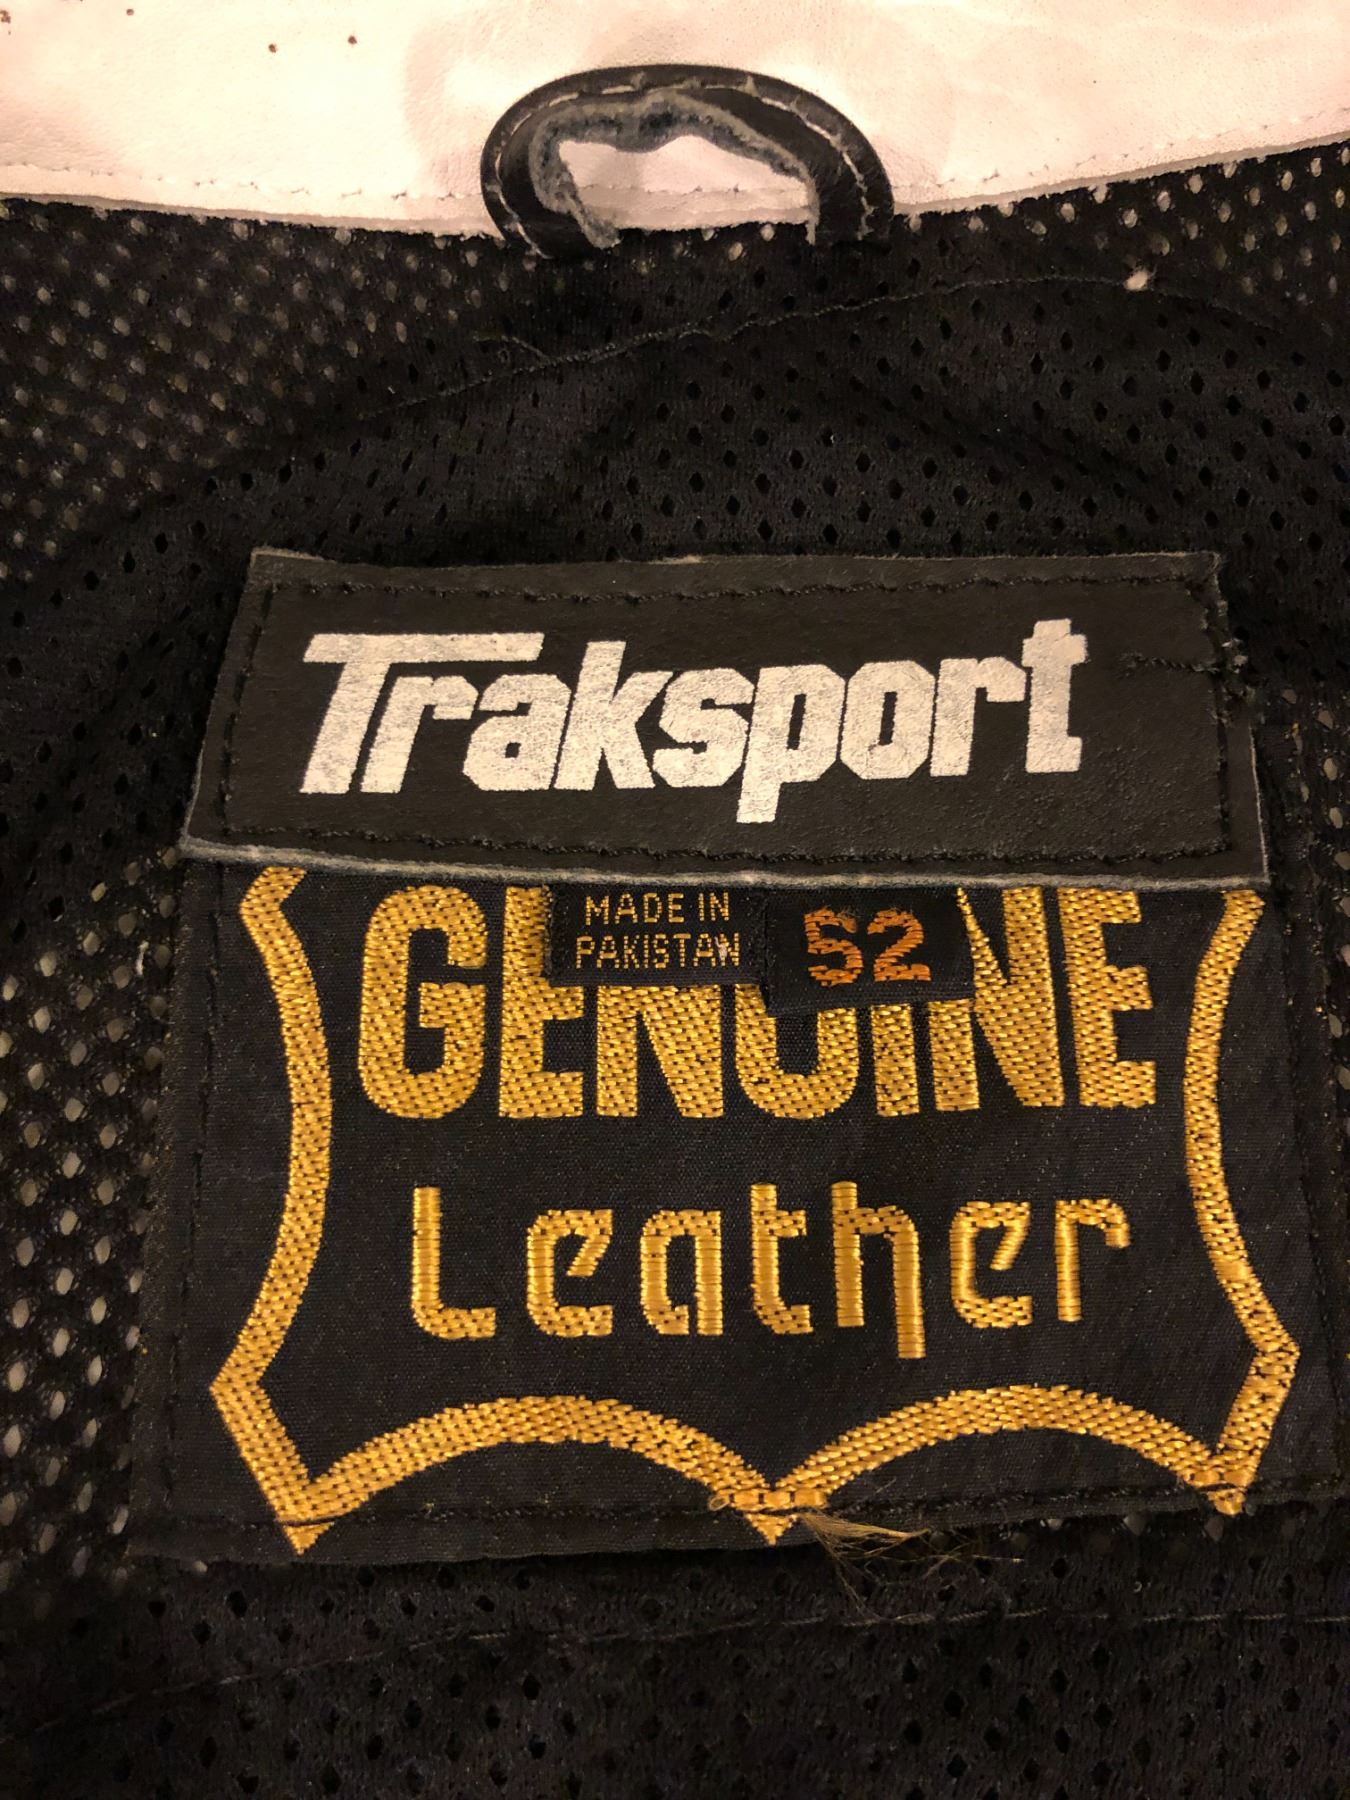 Traksport
MADE IN
PAKISTAN
52
GENUINE
Leather